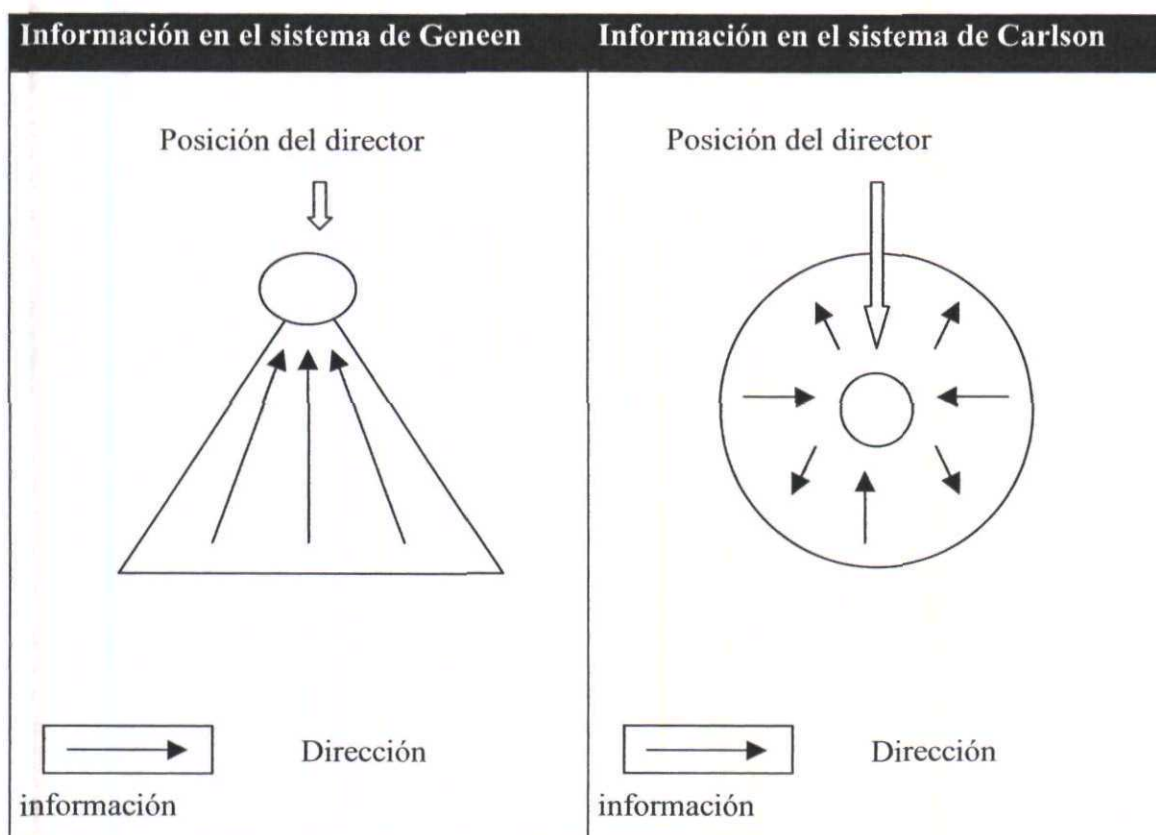 Información en el sistema de Geneen
Posición del director
Dirección
información
Información en el sistema de Carlson
Posición del director
Dirección
información